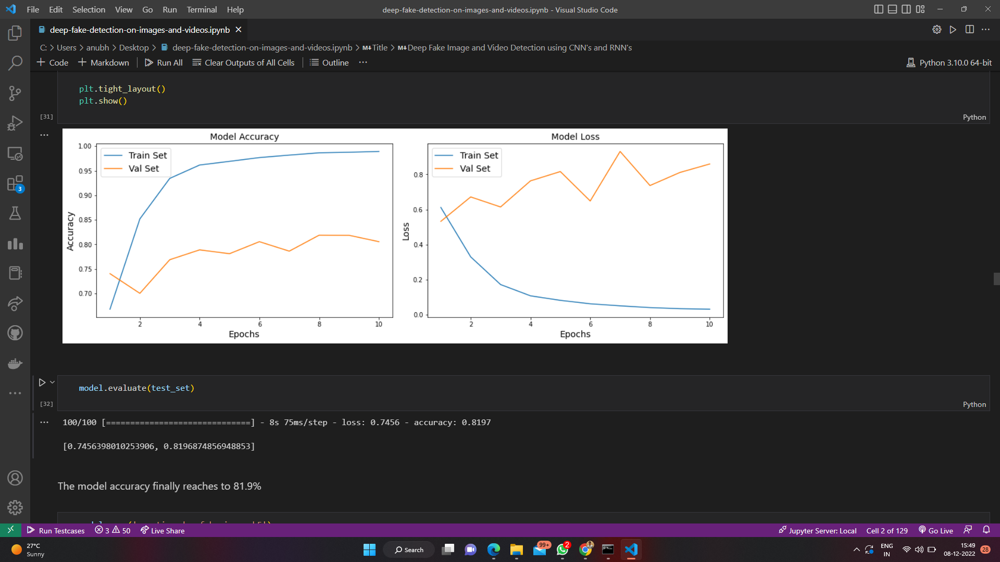 File Edit Selection View Go Run Terminal Help
deep-fake-detection-on-images-and-videos.ipynb - Visual Studio Code
deep-fake-detection-on-images-and-videos.ipynb
C: > Users > anubh > Desktop > deep-fake-detection-on-images-and-videos.ipynb > M↓Title > M↓Deep Fake Image and Video Detection using CNN's and RNN's
+ Code + Markdown Run All Clear Outputs of All Cells Outline ...
Python 3.10.0 64-bit
plt.tight_layout()
plt.show()
[31]
Python
...
Model Accuracy
Train Set
Val Set
1.00
0.95
0.90
0.85
0.80
0.75
0.70
Accuracy
2 4 6 8 10
Epochs
Model Loss
Train Set
Val Set
0.8
0.6
0.4
0.2
0.0
Loss
2 4 6 8 10
Epochs
3
model.evaluate(test_set)
[32]
Python
...
100/100 [==============================] - 8s 75ms/step - loss: 0.7456 - accuracy: 0.8197
[0.7456398010253906, 0.8196874856948853]
The model accuracy finally reaches to 81.9%
Run Testcases 3 50 Live Share
Jupyter Server: Local Cell 2 of 129 Go Live
27°C
Sunny
Search
99+
2
ENG
IN
15:49
08-12-2022
28